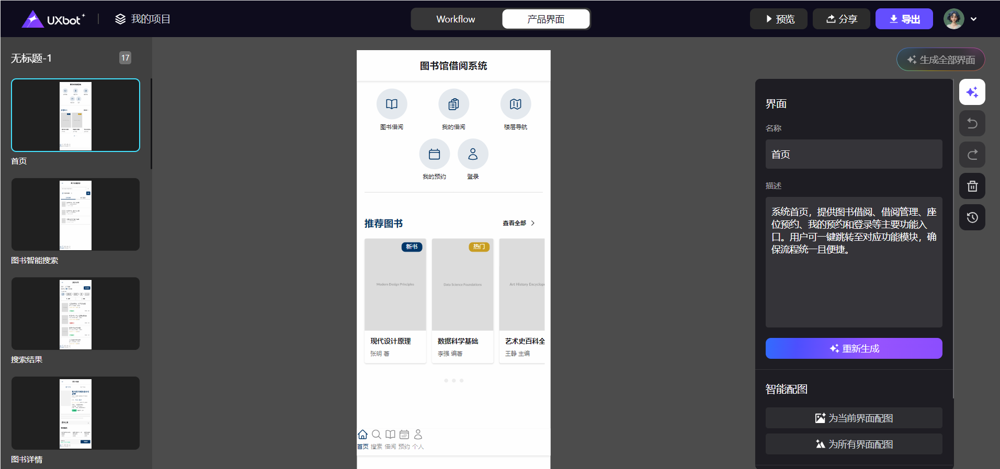 UXbot
我的项目
Workflow
产品界面
预览
分享
导出
无标题-1
17
首页
图书智能搜索
搜索结果
图书详情
图书馆借阅系统
图书借阅
我的借阅
楼层导航
我的预约
登录
推荐图书
查看全部
新书
热门
Modern Design Principles
Data Science Foundations
Art History Encyclop
现代设计原理
数据科学基础
艺术史百科全
张明 著
李强 编著
王静 主编
首页 搜索 借阅 预约 个人
生成全部界面
界面
名称
首页
描述
系统首页，提供图书借阅、借阅管理、座
位预约、我的预约和登录等主要功能入
口。用户可一键跳转至对应功能模块，确
保流程统一且便捷。
重新生成
智能配图
为当前界面配图
为所有界面配图